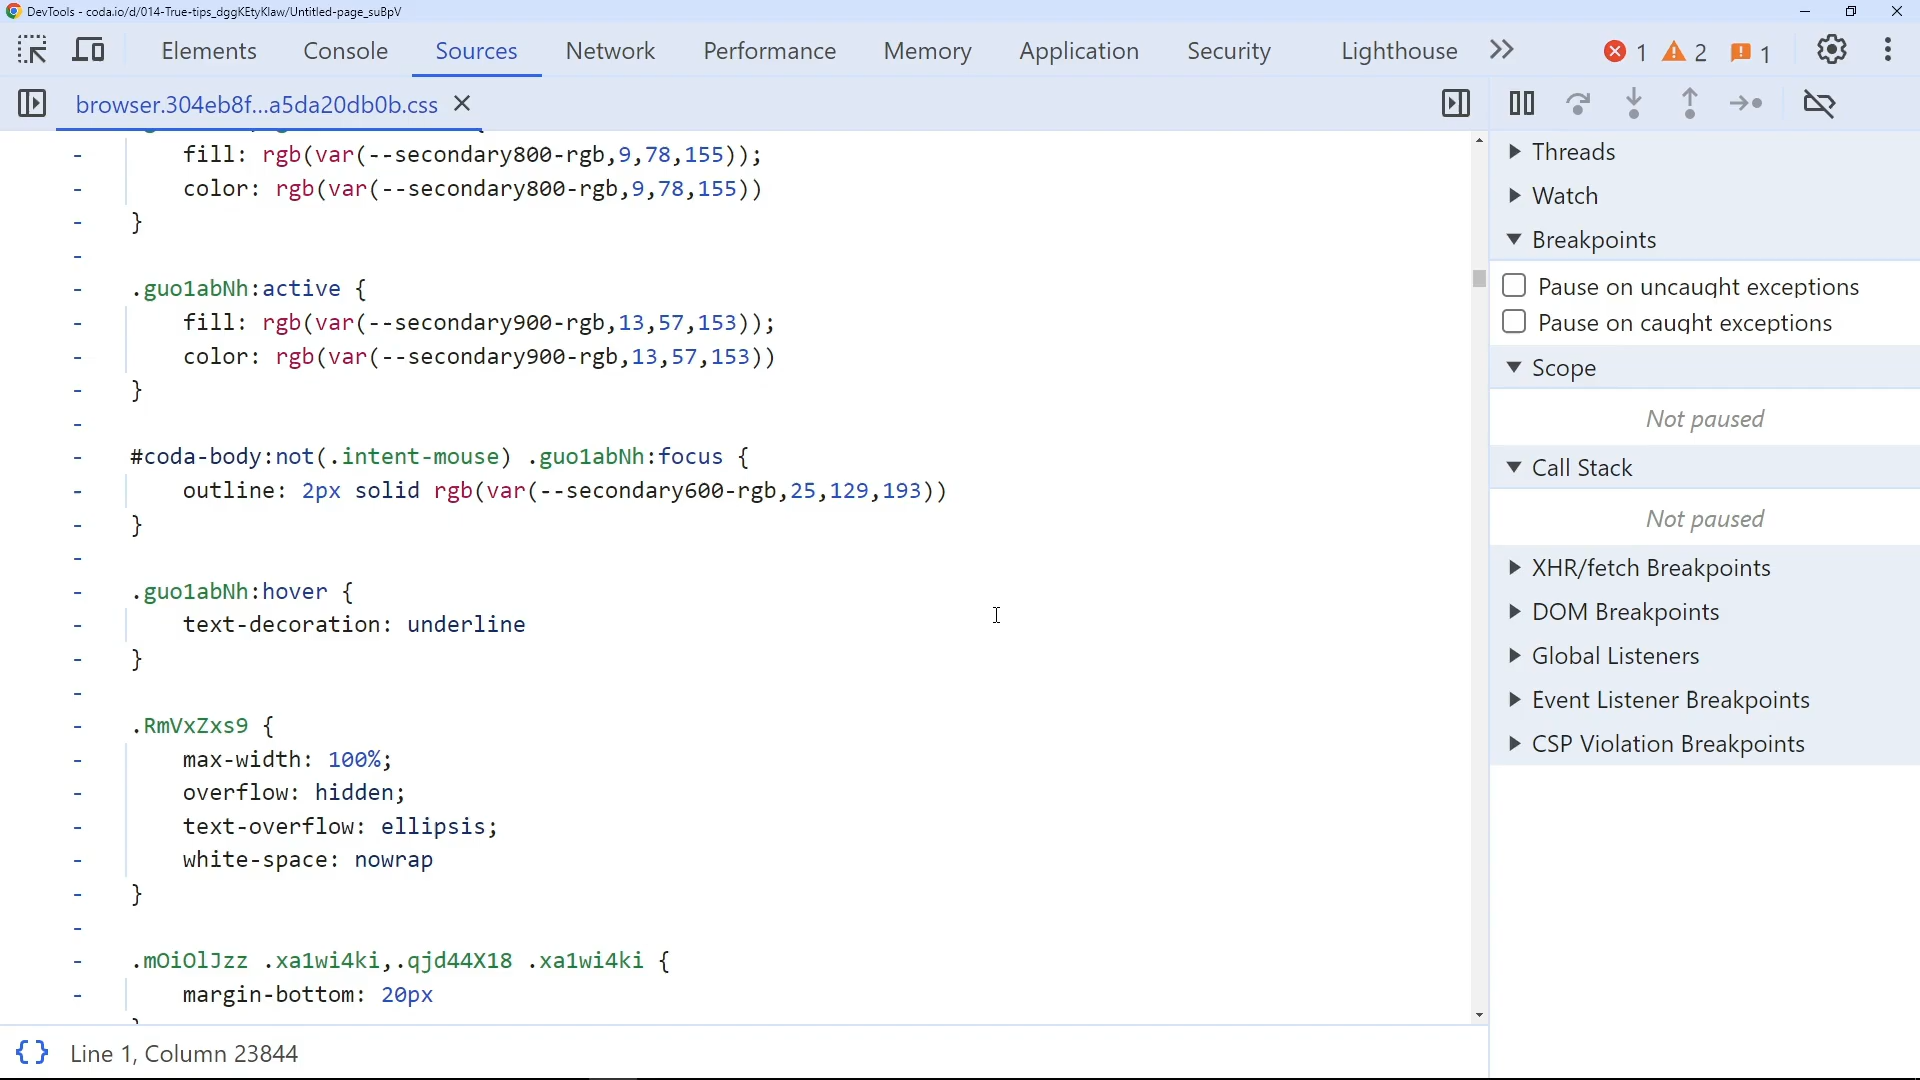 DevTools - coda.io/d/014-True-tips_dggKEtyKlaw/Untitled-page_suBpV
Elements Console Sources Network Performance Memory Application Security Lighthouse 1 2 1
browser.304eb8f...a5da20db0b.css
fill: rgb(var(--secondary800-rgb,9,78,155));
color: rgb(var(--secondary800-rgb,9,78,155))
}
.guo1abNh:active {
fill: rgb(var(--secondary900-rgb,13,57,153));
color: rgb(var(--secondary900-rgb,13,57,153))
}
#coda-body:not(.intent-mouse) .guo1abNh:focus {
outline: 2px solid rgb(var(--secondary600-rgb,25,129,193))
}
.guo1abNh:hover {
text-decoration: underline
}
.RmVxZxs9 {
max-width: 100%;
overflow: hidden;
text-overflow: ellipsis;
white-space: nowrap
}
.mOiOlJzz .xa1wi4ki,.qjd44X18 .xa1wi4ki {
margin-bottom: 20px
{} Line 1, Column 23844
Threads
Watch
Breakpoints
Pause on uncaught exceptions
Pause on caught exceptions
Scope
Not paused
Call Stack
Not paused
XHR/fetch Breakpoints
DOM Breakpoints
Global Listeners
Event Listener Breakpoints
CSP Violation Breakpoints